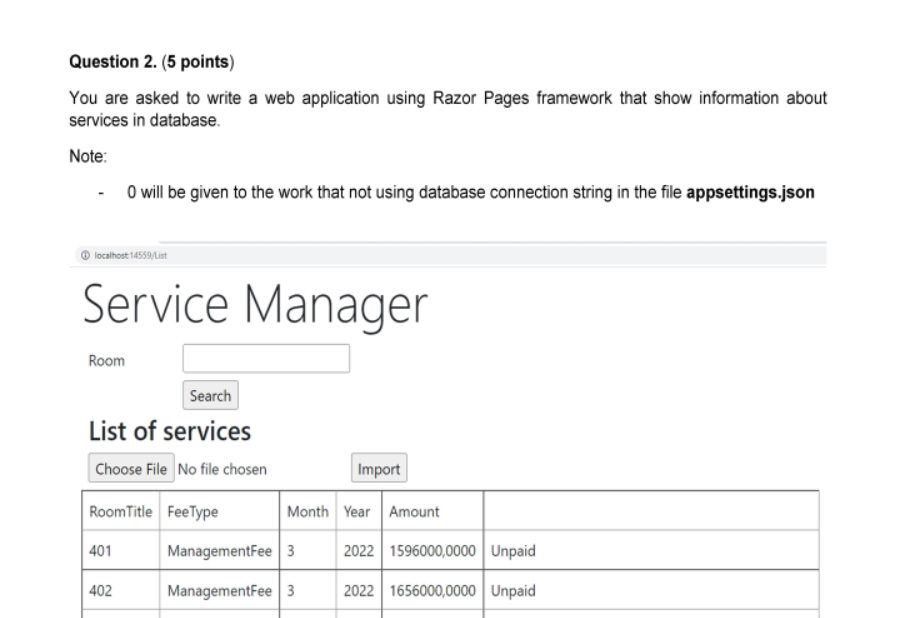 Question 2. (5 points)
You are asked to write a web application using Razor Pages framework that show information about
services in database.
Note:
- 0 will be given to the work that not using database connection string in the file appsettings.json
localhost:14559/List
Service Manager
Room
Search
List of services
Choose File No file chosen Import
RoomTitle FeeType Month Year Amount
401 ManagementFee 3 2022 1596000,0000 Unpaid
402 ManagementFee 3 2022 1656000,0000 Unpaid